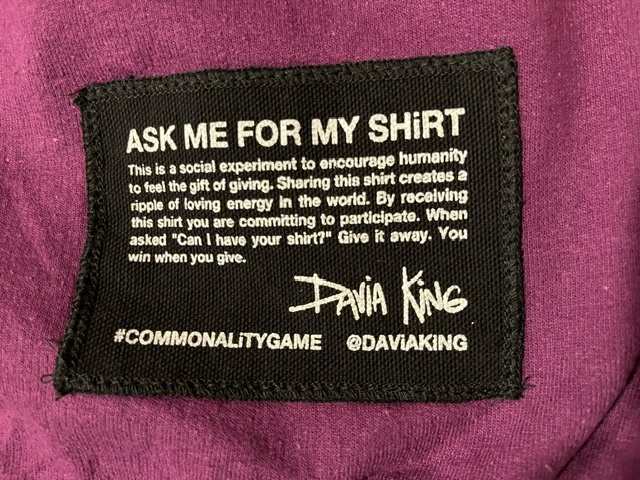 ASK ME FOR MY SHiRT
This is a social experiment to encourage humanity
to feel the gift of giving. Sharing this shirt creates a
ripple of loving energy in the world. By receiving
this shirt you are committing to participate. When
asked "Can I have your shirt?" Give it away. You
win when you give.
DAViA KiNG
#COMMONALiTYGAME @DAViAKiNG